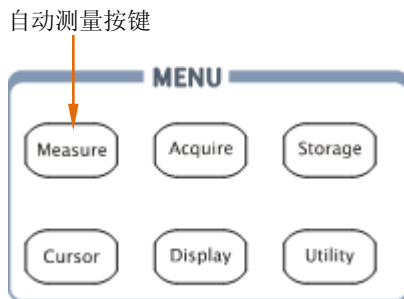 自动测量按键
MENU
Measure
Acquire
Storage
Cursor
Display
Utility